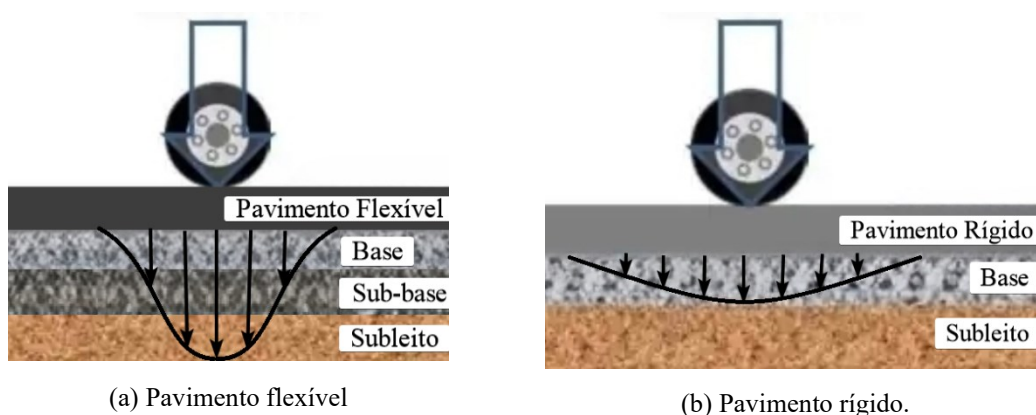 Pavimento Flexível
Base
Sub-base
Subleito
(a) Pavimento flexível
Pavimento Rígido
Base
Subleito
(b) Pavimento rígido.